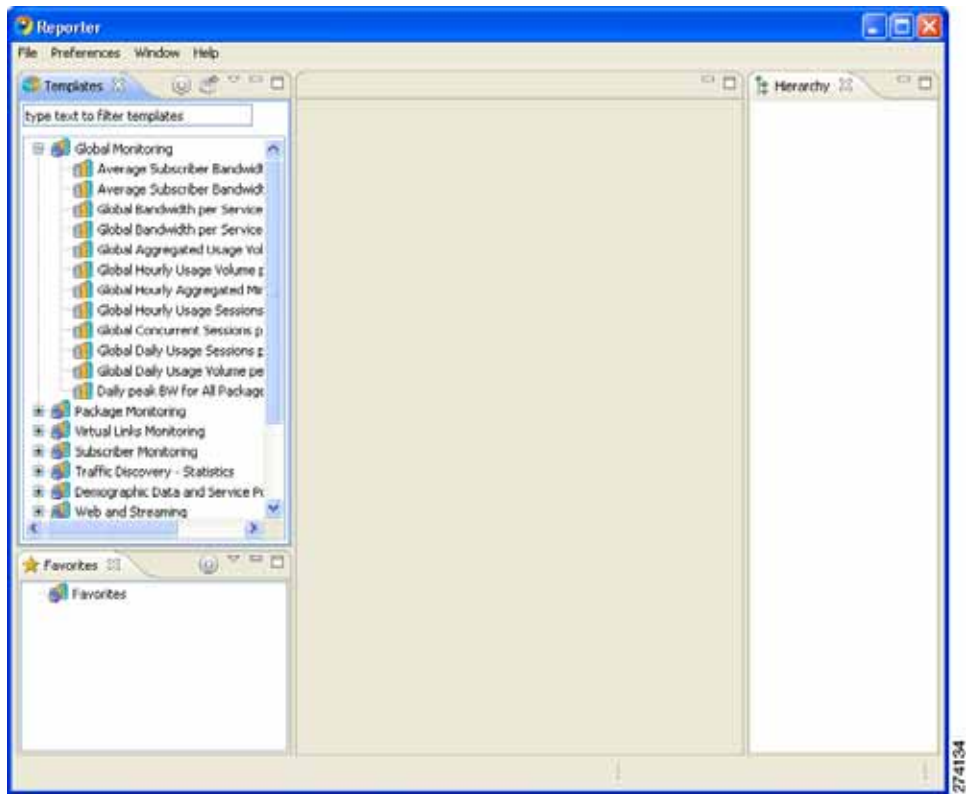 Reporter
File Preferences Window Help
Templates
type text to filter templates
Global Monitoring
Average Subscriber Bandwidt
Average Subscriber Bandwidt
Global Bandwidth per Service
Global Bandwidth per Service
Global Aggregated Usage Vol
Global Hourly Usage Volume p
Global Hourly Aggregated Min
Global Hourly Usage Sessions
Global Concurrent Sessions p
Global Daily Usage Sessions p
Global Daily Usage Volume pe
Daily peak BW for All Package
Package Monitoring
Virtual Links Monitoring
Subscriber Monitoring
Traffic Discovery - Statistics
Demographic Data and Service Po
Web and Streaming
Favorites
Favorites
Hierarchy
274134